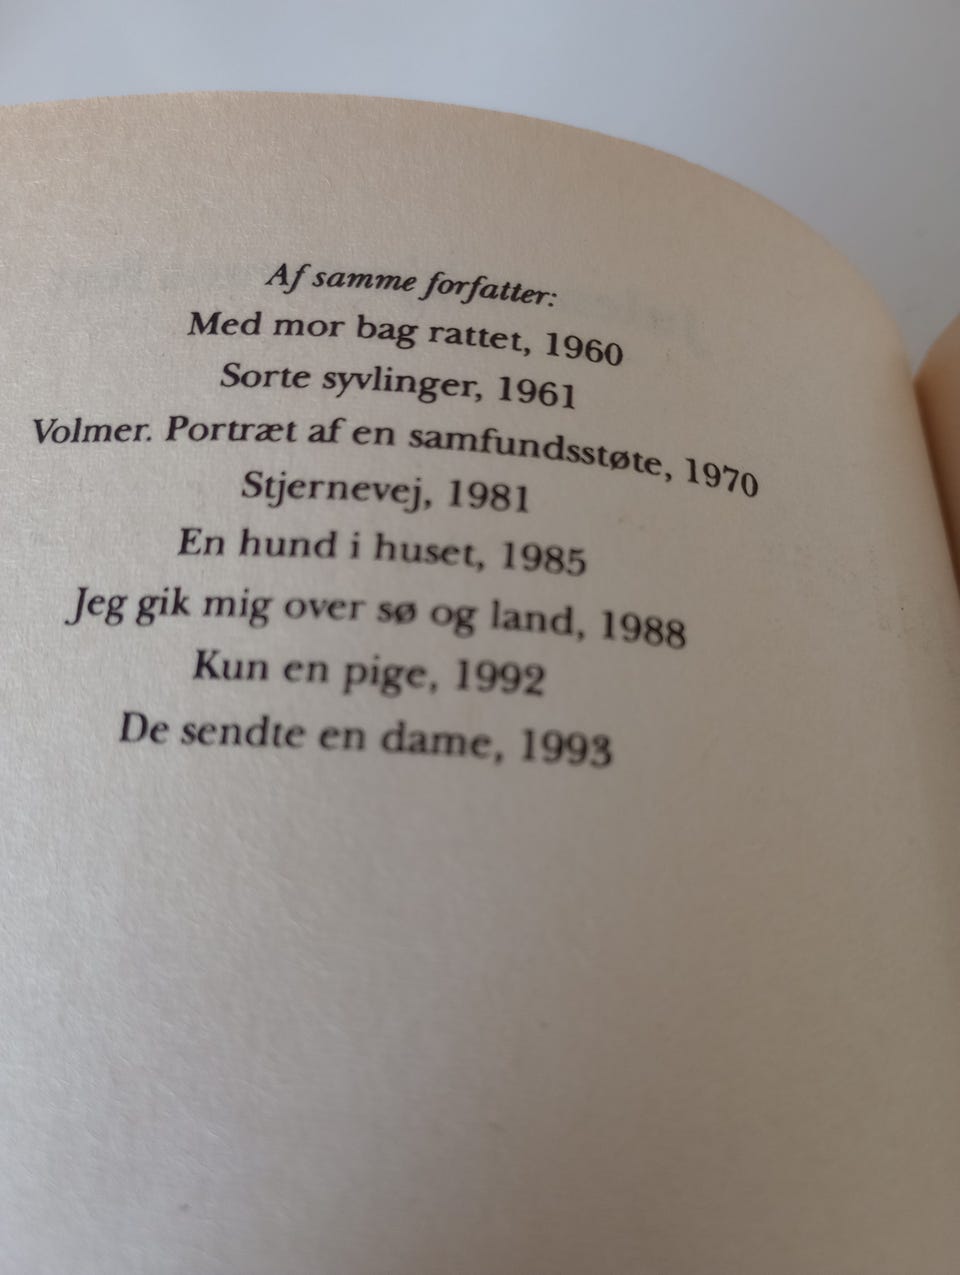 Af samme forfatter:
Med mor bag rattet, 1960
Sorte syvlinger, 1961
Volmer. Portræt af en samfundsstøte, 1970
Stjernevej, 1981
En hund i huset, 1985
Jeg gik mig over sø og land, 1988
Kun en pige, 1992
De sendte en dame, 1993